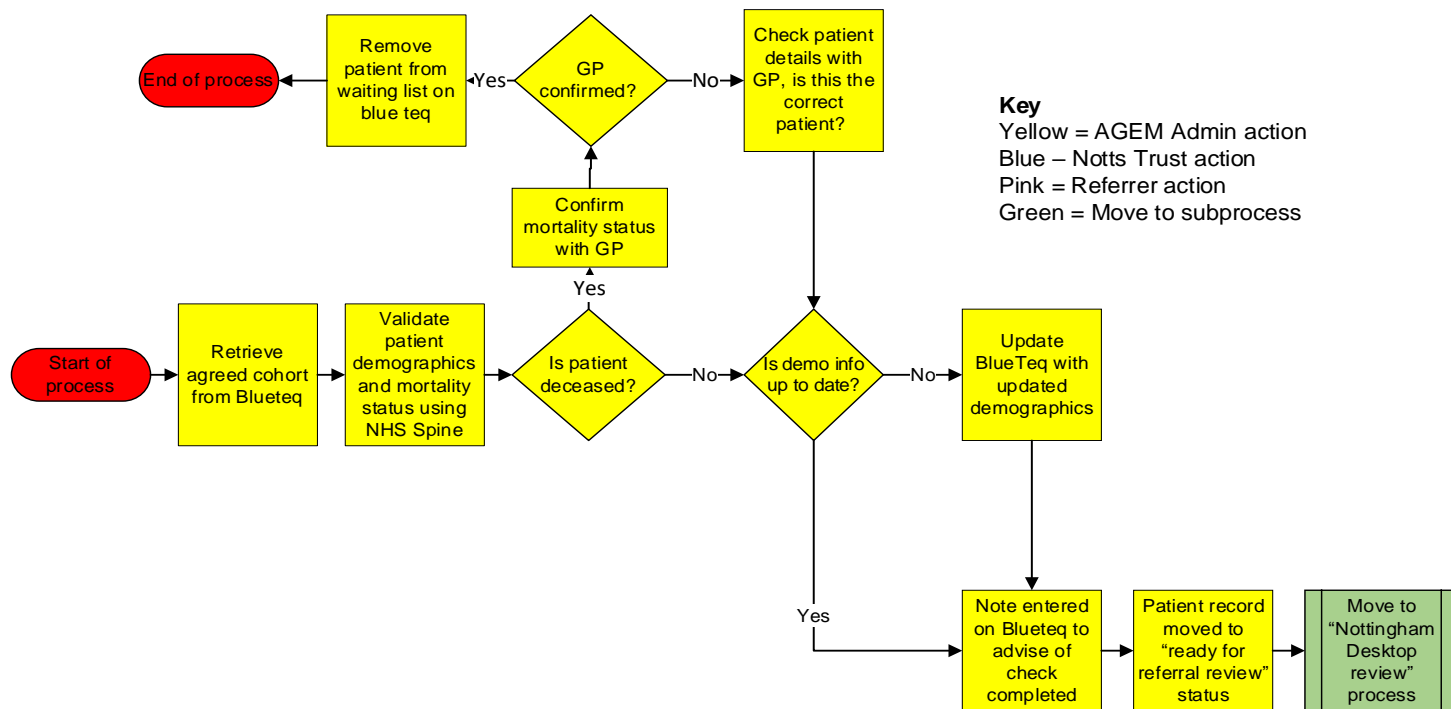 End of process
Remove
patient from
waiting list on
blue teq
Yes
GP
confirmed?
No
Check patient
details with
GP, is this the
correct
patient?
Key
Yellow = AGEM Admin action
Blue – Notts Trust action
Pink = Referrer action
Green = Move to subprocess
Confirm
mortality status
with GP
Yes
Start of
process
Retrieve
agreed cohort
from Blueteq
Validate
patient
demographics
and mortality
status using
NHS Spine
Is patient
deceased?
No
Is demo info
up to date?
No
Update
BlueTeq with
updated
demographics
Yes
Note entered
on Blueteq to
advise of
check
completed
Patient record
moved to
“ready for
referral review”
status
Move to
“Nottingham
Desktop
review”
process